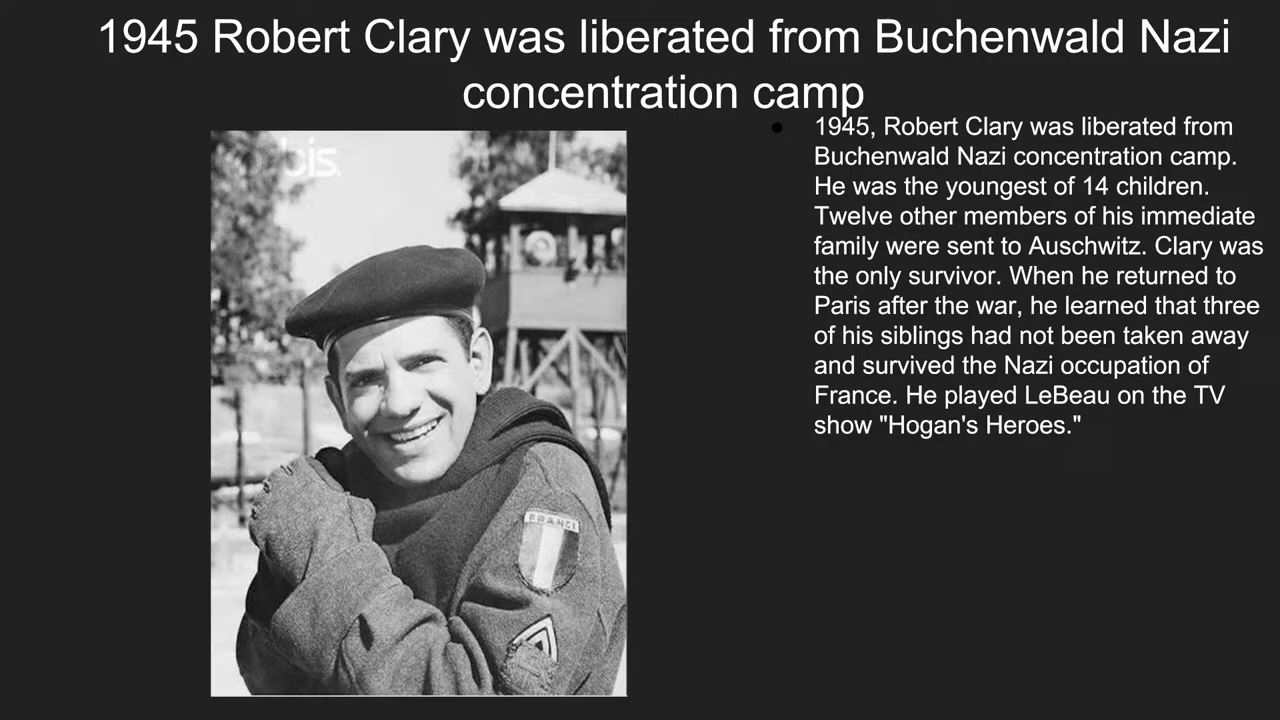 1945 Robert Clary was liberated from Buchenwald Nazi
concentration camp
1945, Robert Clary was liberated from
Buchenwald Nazi concentration camp.
He was the youngest of 14 children.
Twelve other members of his immediate
family were sent to Auschwitz. Clary was
the only survivor. When he returned to
Paris after the war, he learned that three
of his siblings had not been taken away
and survived the Nazi occupation of
France. He played LeBeau on the TV
show "Hogan's Heroes."
FRANCE